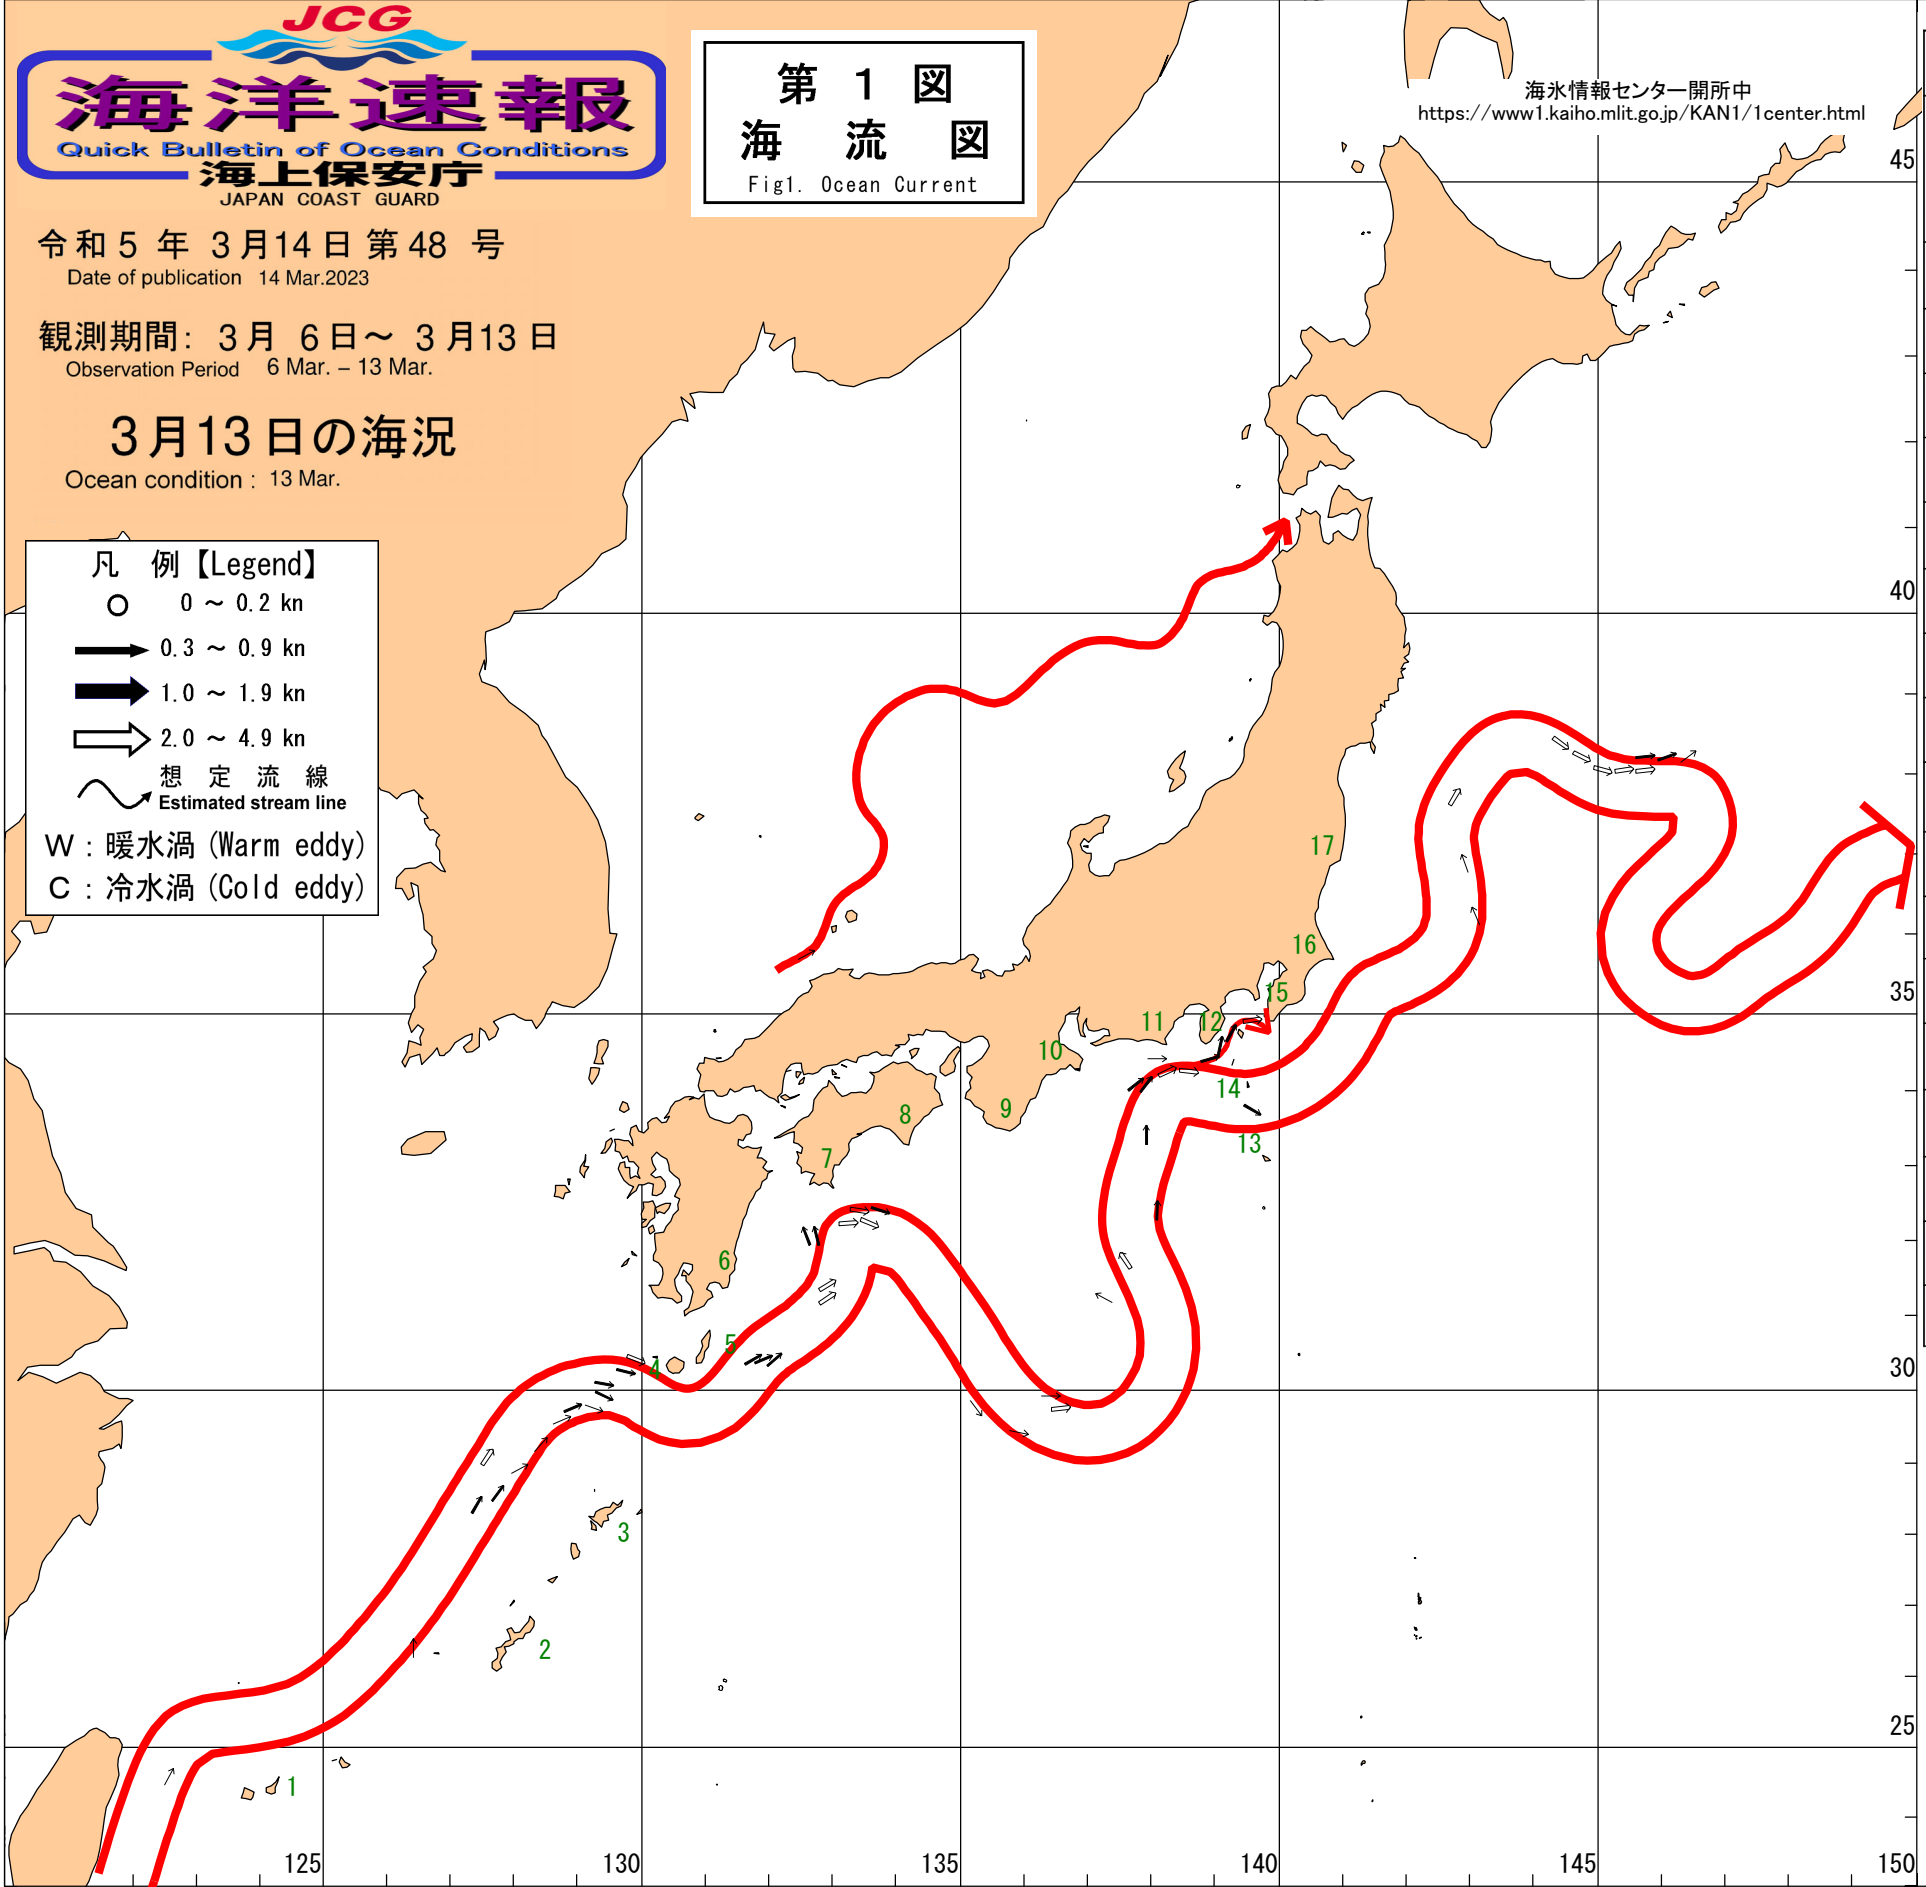 JCG
海洋速報
Quick Bulletin of Ocean Conditions
海上保安庁
JAPAN COAST GUARD
令和 5 年 3月14日 第48 号
Date of publication 14 Mar.2023
観測期間: 3月 6日～ 3月13日
Observation Period 6 Mar. – 13 Mar.
3月13日の海況
Ocean condition : 13 Mar.
第 1 図
海 流 図
Fig1. Ocean Current
海氷情報センター開所中
https://www1.kaiho.mlit.go.jp/KAN1/1center.html
凡 例【Legend】
0 ～ 0.2 kn
0.3 ～ 0.9 kn
1.0 ～ 1.9 kn
2.0 ～ 4.9 kn
想 定 流 線
Estimated stream line
W : 暖水渦 (Warm eddy)
C : 冷水渦 (Cold eddy)
45
40
35
30
25
17
16
15
12
11
10
14
9
8
13
7
6
5
4
3
2
1
125
130
135
140
145
150